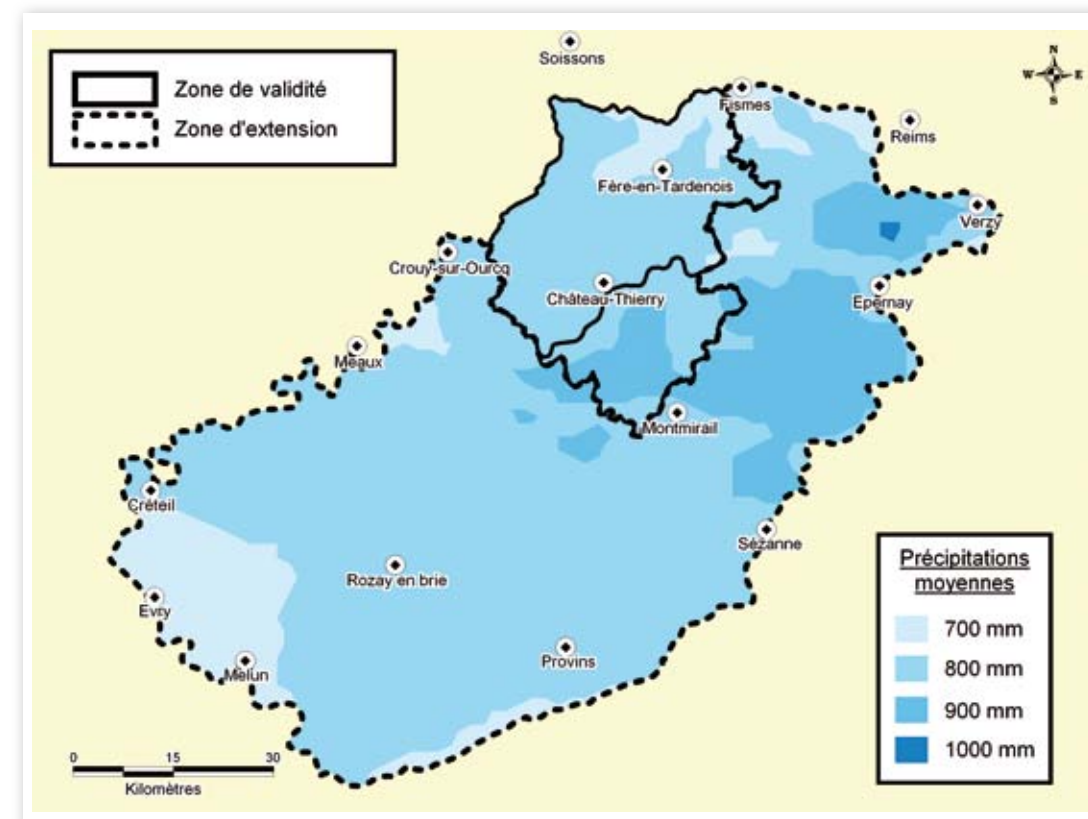 Zone de validité
Zone d'extension
Soissons
N
W
E
S
Fismes
Reims
Fère-en-Tardenois
Verzy
Crouy-sur-Ourcq
Château-Thierry
Epernay
Meaux
Montmirail
Créteil
Sézanne
Rozay en brie
Evry
Provins
Melun
Précipitations
moyennes
700 mm
800 mm
900 mm
1000 mm
0 15 30
Kilomètres